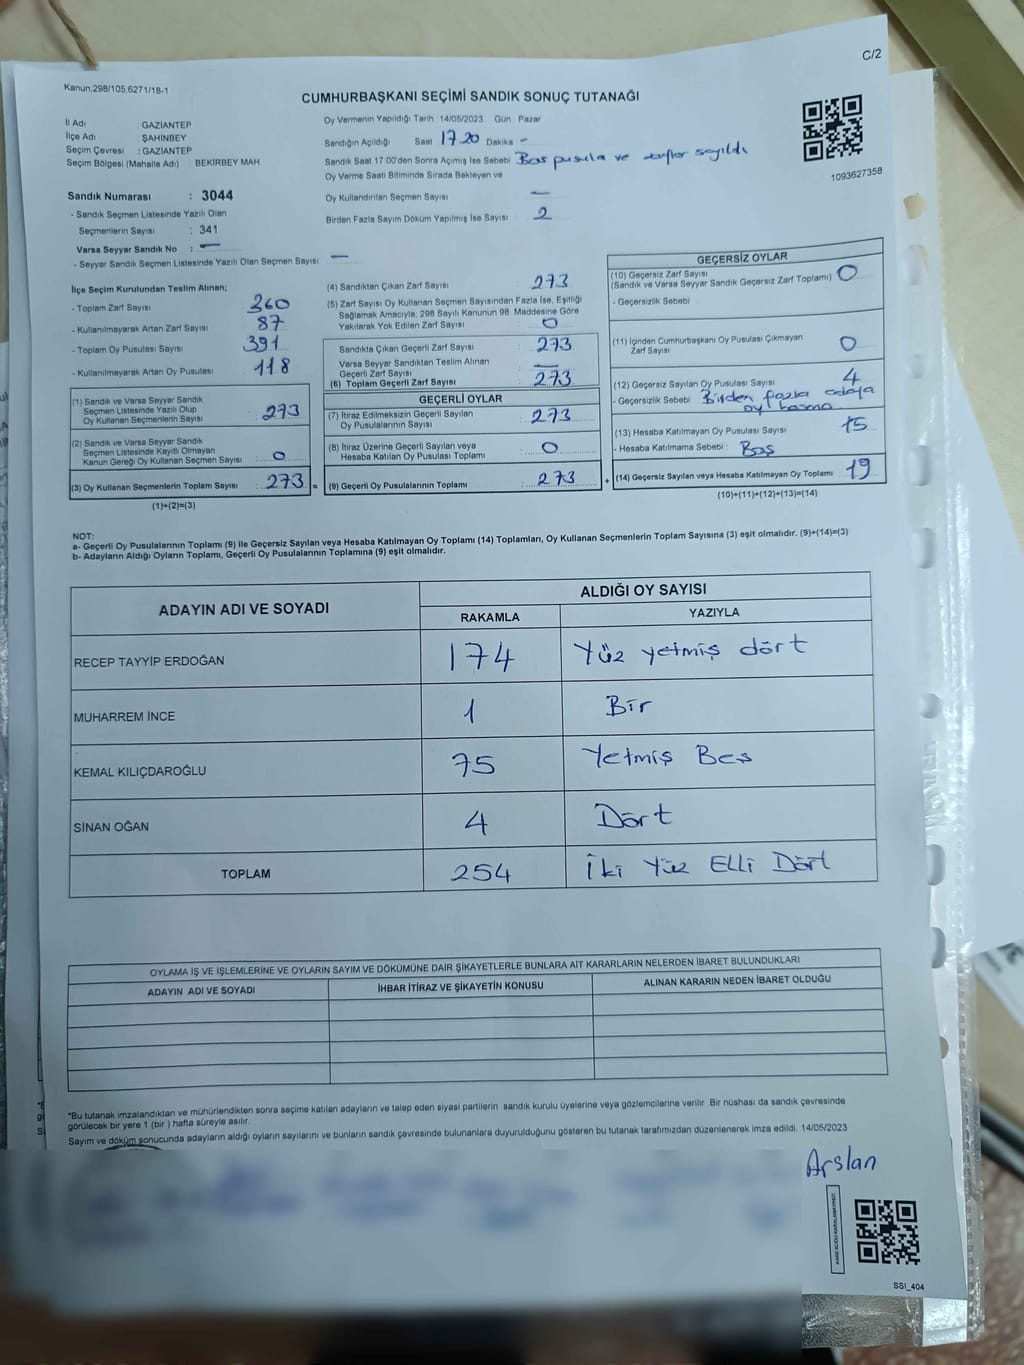 C/2
Kanun.298/105.6271/18-1
CUMHURBAŞKANI SEÇİMİ SANDIK SONUÇ TUTANAĞI
İl Adı GAZİANTEP
İlçe Adı ŞAHİNBEY
Seçim Çevresi : GAZİANTEP
Seçim Bölgesi (Mahalle Adı) : BEKİRBEY MAH.
Oy Vermenin Yapıldığı Tarih : 14/05/2023 Gün : Pazar
Sandığın Açıldığı Saat 17.20 Dakika -
Sandık Saat 17:00'den Sonra Açımış İse Sebebi Boş pusula ve zarflar sayıldı
Oy Verme Saati Bitiminde Sırada Bekleyen ve
Oy Kullandırılan Seçmen Sayısı —
Birden Fazla Sayım Döküm Yapılmış İse Sayısı 2
1093627358
Sandık Numarası : 3044
- Sandık Seçmen Listesinde Yazılı Olan
Seçmenlerin Sayısı : 341
Varsa Seyyar Sandık No : —
- Seyyar Sandık Seçmen Listesinde Yazılı Olan Seçmen Sayısı : —
İlçe Seçim Kurulundan Teslim Alınan;
- Toplam Zarf Sayısı 360
- Kullanılmayarak Artan Zarf Sayısı 87
- Toplam Oy Pusulası Sayısı 391
- Kullanılmayarak Artan Oy Pusulası 118
(1) Sandık ve Varsa Seyyar Sandık
Seçmen Listesinde Yazılı Olup
Oy Kullanan Seçmenlerin Sayısı : 273
(2) Sandık ve Varsa Seyyar Sandık
Seçmen Listesinde Kayıtlı Olmayan
Kanun Gereği Oy Kullanan Seçmen Sayısı : 0
(3) Oy Kullanan Seçmenlerin Toplam Sayısı : 273 =
(1)+(2)=(3)
(4) Sandıktan Çıkan Zarf Sayısı 273
(5) Zarf Sayısı Oy Kullanan Seçmen Sayısından Fazla İse, Eşitliği
Sağlamak Amacıyla; 298 Sayılı Kanunun 98. Maddesine Göre
Yakılarak Yok Edilen Zarf Sayısı : 0
Sandıkta Çıkan Geçerli Zarf Sayısı : 273
Varsa Seyyar Sandıktan Teslim Alınan
Geçerli Zarf Sayısı : —
(6) Toplam Geçerli Zarf Sayısı : 273
GEÇERLİ OYLAR
(7) İtiraz Edilmeksizin Geçerli Sayılan
Oy Pusulalarının Toplamı : 273
(8) İtiraz Üzerine Geçerli Sayılan veya
Hesaba Katılan Oy Pusulası Toplamı : 0
(9) Geçerli Oy Pusulalarının Toplamı : 273 +
GEÇERSİZ OYLAR
(10) Geçersiz Zarf Sayısı
(Sandık ve Varsa Seyyar Sandık Geçersiz Zarf Toplamı) : 0
- Geçersizlik Sebebi :
(11) İçinden Cumhurbaşkanı Oy Pusulası Çıkmayan
Zarf Sayısı : 0
(12) Geçersiz Sayılan Oy Pusulası Sayısı : 4
- Geçersizlik Sebebi : Birden fazla adaya
oy basma
(13) Hesaba Katılmayan Oy Pusulası Sayısı : 15
- Hesaba Katılmama Sebebi : Boş
(14) Geçersiz Sayılan veya Hesaba Katılmayan Oy Toplamı : 19
(10)+(11)+(12)+(13)=(14)
NOT:
a- Geçerli Oy Pusulalarının Toplamı (9) ile Geçersiz Sayılan veya Hesaba Katılmayan Oy Toplamı (14) Toplamları, Oy Kullanan Seçmenlerin Toplam Sayısına (3) eşit olmalıdır. (9)+(14)=(3)
b- Adayların Aldığı Oyların Toplamı, Geçerli Oy Pusulalarının Toplamına (9) eşit olmalıdır.
ADAYIN ADI VE SOYADI ALDIĞI OY SAYISI
RAKAMLA YAZIYLA
RECEP TAYYİP ERDOĞAN 174 Yüz yetmiş dört
MUHARREM İNCE 1 Bir
KEMAL KILIÇDAROĞLU 75 Yetmiş Beş
SİNAN OĞAN 4 Dört
TOPLAM 254 İki Yüz Elli Dört
OYLAMA İŞ VE İŞLEMLERİNE VE OYLARIN SAYIM VE DÖKÜMÜNE DAİR ŞİKAYETLERLE BUNLARA AİT KARARLARIN NELERDEN İBARET BULUNDUKLARI
ADAYIN ADI VE SOYADI İHBAR İTİRAZ VE ŞİKAYETİN KONUSU ALINAN KARARIN NEDEN İBARET OLDUĞU
*Bu tutanak imzalandıktan ve mühürlendikten sonra seçime katılan adayların ve talep eden siyasi partilerin sandık kurulu üyelerine veya gözlemcilerine verilir. Bir nüshası da sandık çevresinde
görülecek bir yere 1 (bir ) hafta süreyle asılır.
Sayım ve döküm sonucunda adayların aldığı oyların sayılarını ve bunların sandık çevresinde bulunanlara duyurulduğunu gösteren bu tutanak tarafımızdan düzenlenerek imza edildi. 14/05/2023
Arslan
KARE KODU KARALAMAYINIZ!
SSI_404